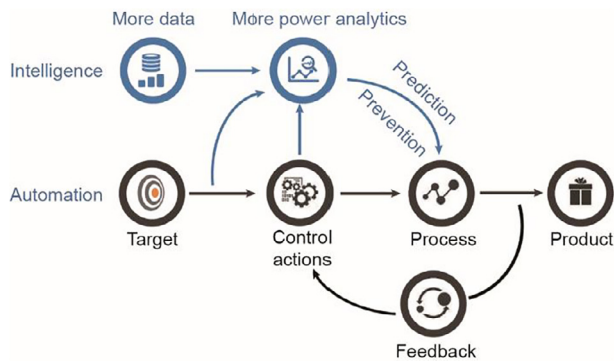 More data
More power analytics
Intelligence
Prediction
Prevention
Automation
Target
Control
actions
Process
Product
Feedback